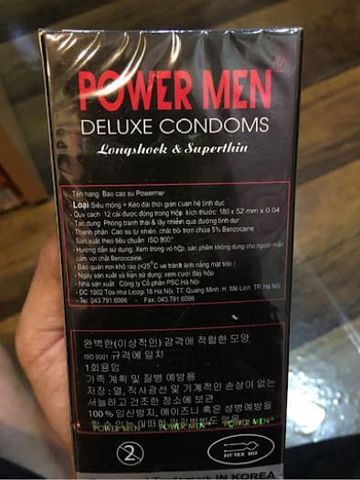 POWER MEN®
DELUXE CONDOMS
Longshock & Superthin
Tên hàng: Bao cao su Powermen
Loại Siêu mỏng + Kéo dài thời gian quan hệ tình dục
- Quy cách: 12 cái được đóng trong Hộp. kích thước: 180 x 52 mm x 0.04
- Tác dụng: Phòng tránh thai & lây nhiễm qua đường tình dục
- Thành phần: Cao su tự nhiên, chất bôi trơn chứa 5% Benzocaine
- Sản xuất theo tiêu chuẩn: ISO 9001
- Hướng dẫn sử dụng: Xem trong vỏ hộp, sản phẩm không dùng cho người mẫn
cảm với chất Benzocaine
- Bảo quản nơi khô ráo (<25°C và tránh ánh nắng mặt trời)
- Ngày sản xuất và hạn sử dụng: xem dưới đáy hộp
- Nhà sản xuất: Công ty Cổ Phần PSC Hà Nội
- ĐC: 1002 Tòa nhà Licogi 18 Hà Nội, TT. Quang Minh, H. Mê Linh TP. Hà Nội
- Tel: 043.791.6066 - Fax: 043.791.6098
완벽한(이상적인) 감각에 적합한 모양
ISO 9001 규격에 일치
1회용임
가족 계획 및 질병 예방용
저장 : 열, 직사광선 및 기계적인 손상이 없는
서늘하고 건조한 장소에 보관
100% 임신방지, 에이즈나 혹은 성병예방을
POWER MEN POWER MEN POWER MEN
2
FIT TIER 002
Trademark IN KOREA